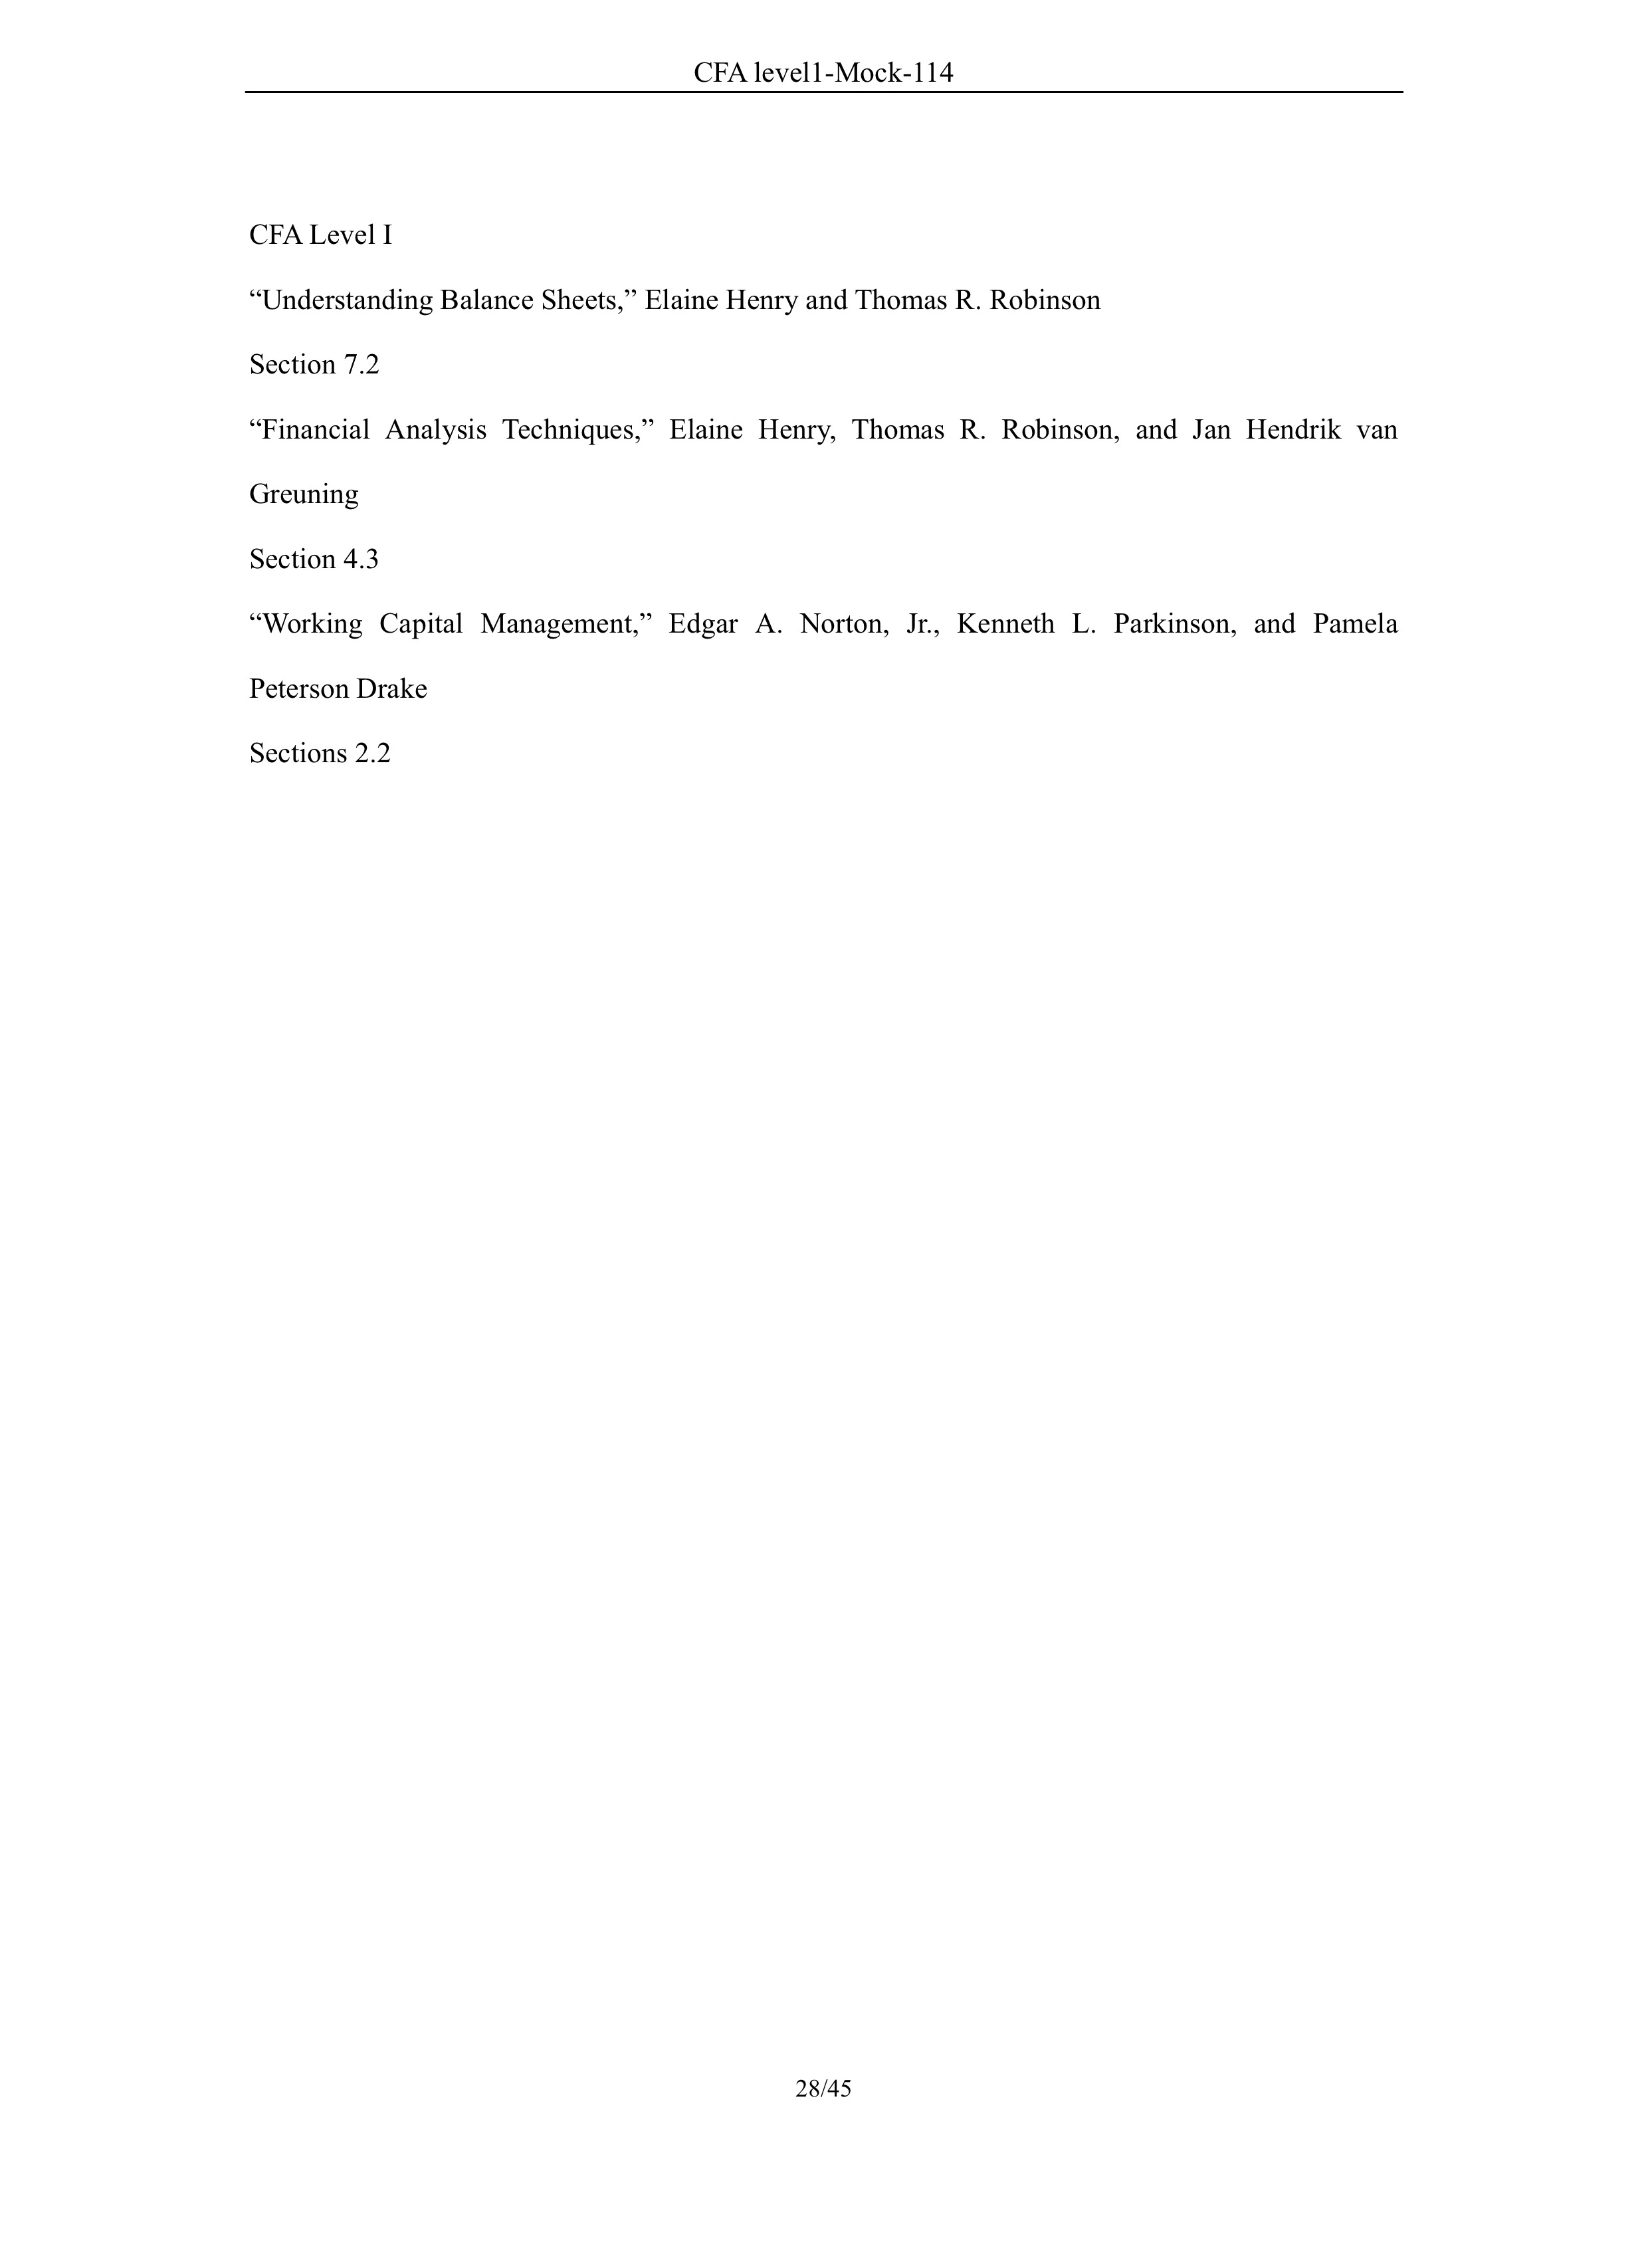 CFA level1-Mock-114
CFA Level I
“Understanding Balance Sheets,” Elaine Henry and Thomas R. Robinson
Section 7.2
“Financial Analysis Techniques,” Elaine Henry, Thomas R. Robinson, and Jan Hendrik van
Greuning
Section 4.3
“Working Capital Management,” Edgar A. Norton, Jr., Kenneth L. Parkinson, and Pamela
Peterson Drake
Sections 2.2
28/45